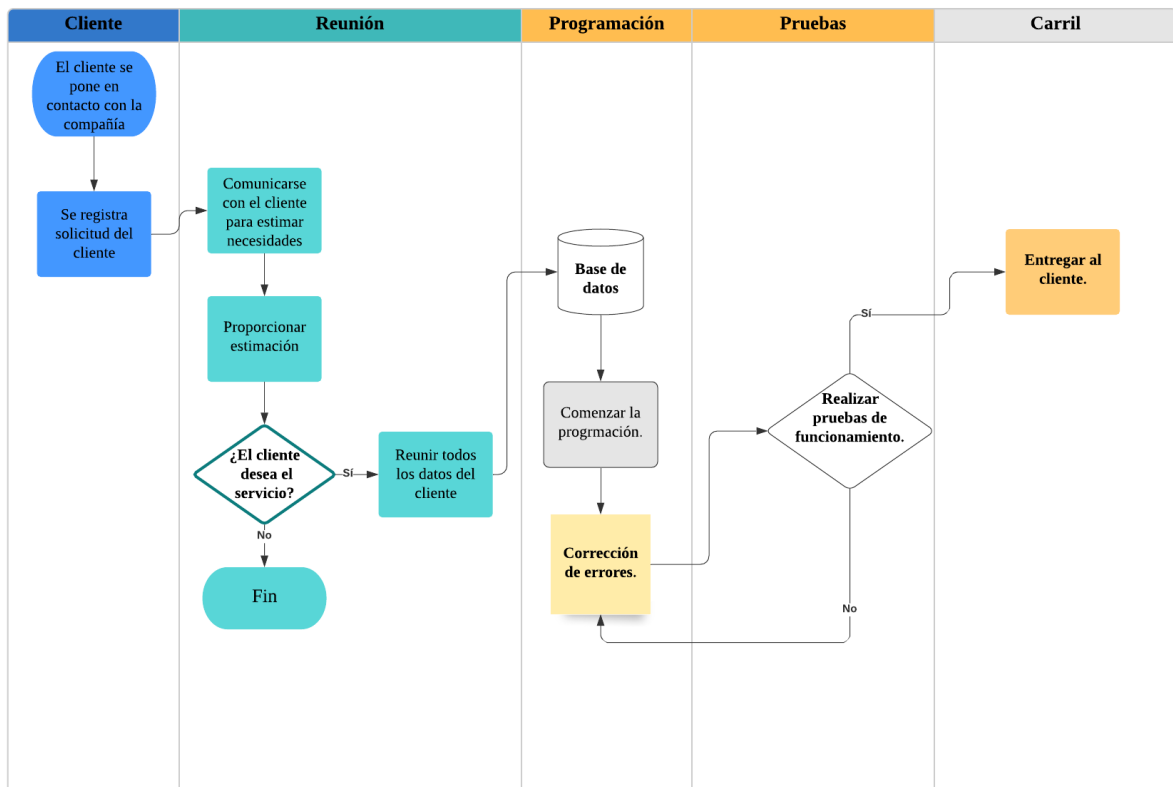 Cliente
Reunión
Programación
Pruebas
Carril
El cliente se
pone en
contacto con la
compañía
Se registra
solicitud del
cliente
Comunicarse
con el cliente
para estimar
necesidades
Proporcionar
estimación
¿El cliente
desea el
servicio?
Sí
No
Fin
Reunir todos
los datos del
cliente
Base de
datos
Comenzar la
progrmación.
Corrección
de errores.
Realizar
pruebas de
funcionamiento.
Sí
No
Entregar al
cliente.